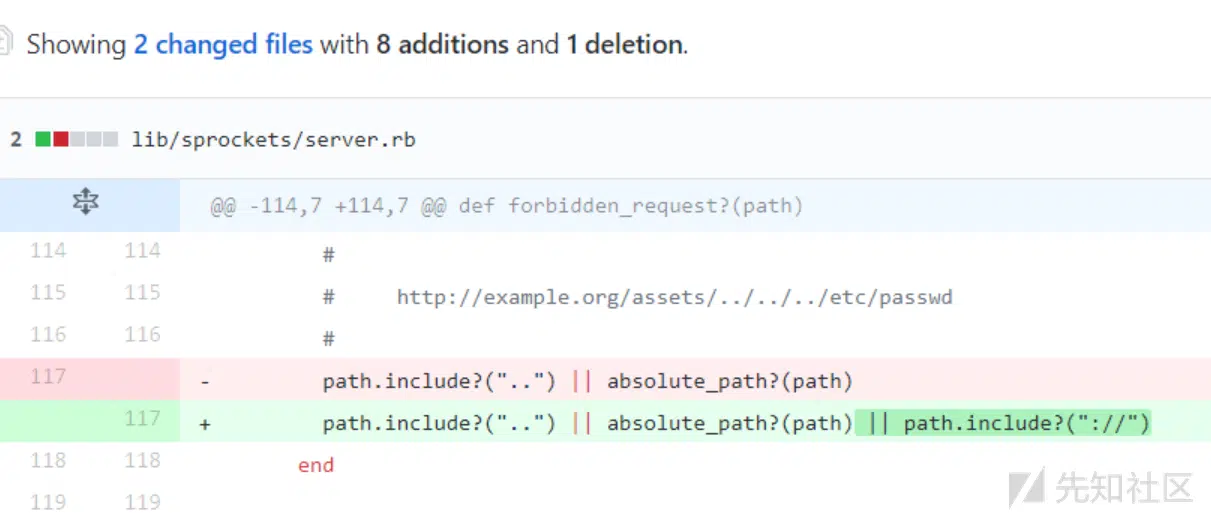 Showing 2 changed files with 8 additions and 1 deletion.
2 lib/sprockets/server.rb
@@ -114,7 +114,7 @@ def forbidden_request?(path)
114 114 #
115 115 # http://example.org/assets/../../../etc/passwd
116 116 #
117 - path.include?("..") || absolute_path?(path)
117 + path.include?("..") || absolute_path?(path) || path.include?("://")
118 118 end
119 119
先知社区